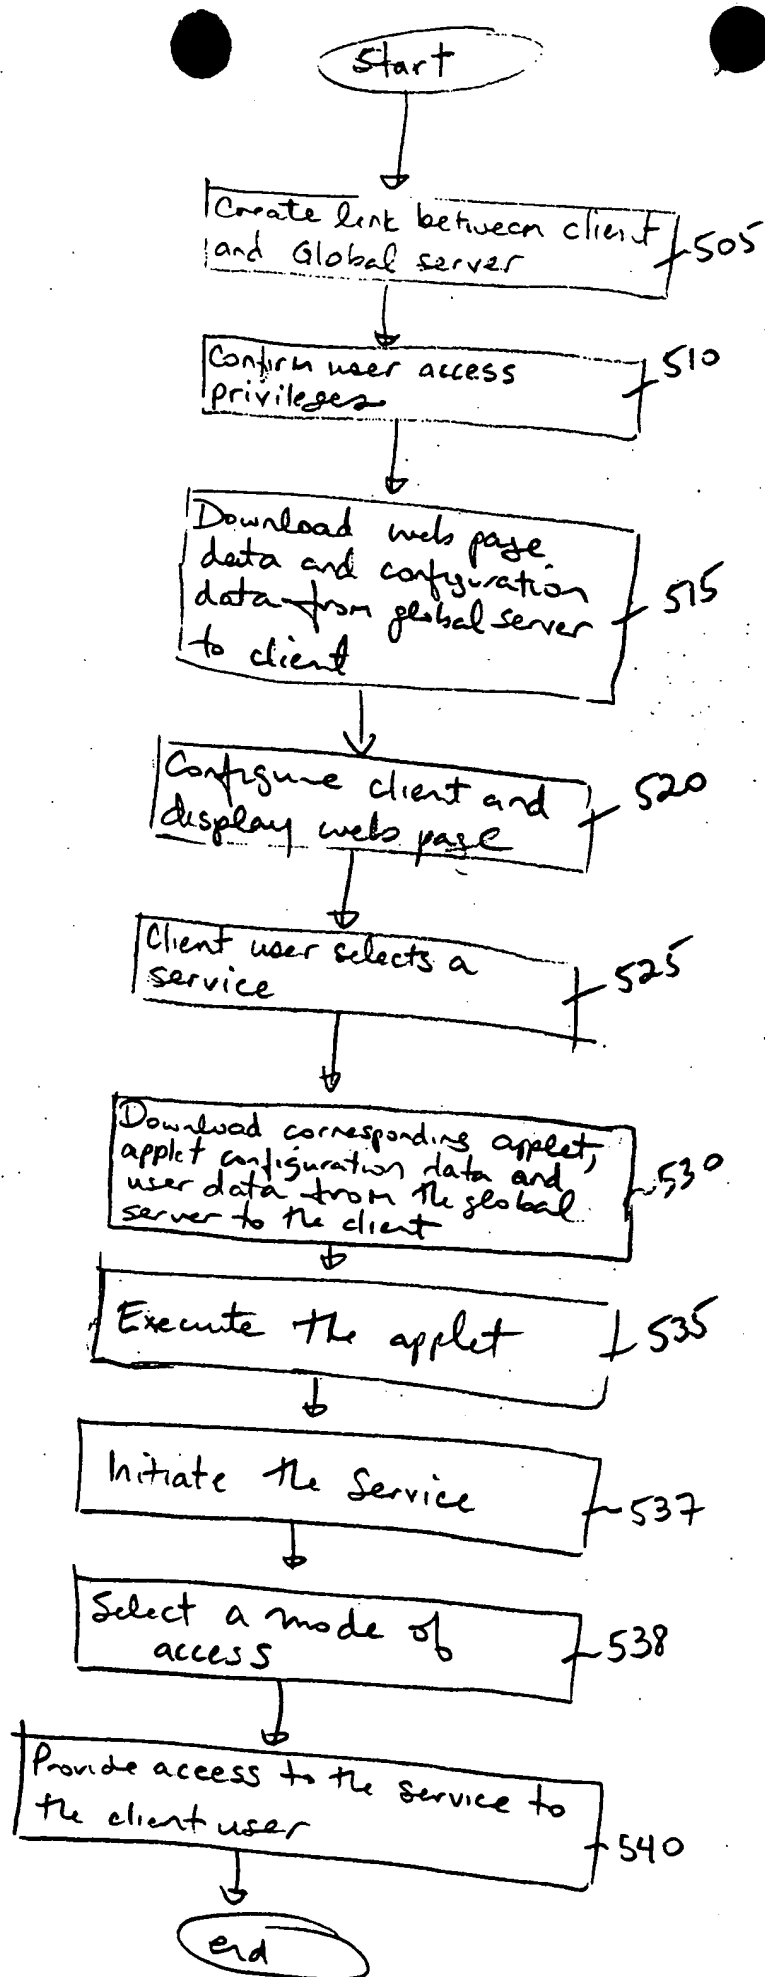 Start
Create link between client
and Global server
505
Confirm user access
privileges
510
Download web page
data and configuration
data from global server
to client
515
Configure client and
display web page
520
Client user selects a
service
525
Download corresponding applet,
applet configuration data and
user data from the global
server to the client
530
Execute the applet
535
Initiate the Service
537
Select a mode of
access
538
Provide access to the service to
the client user
540
end